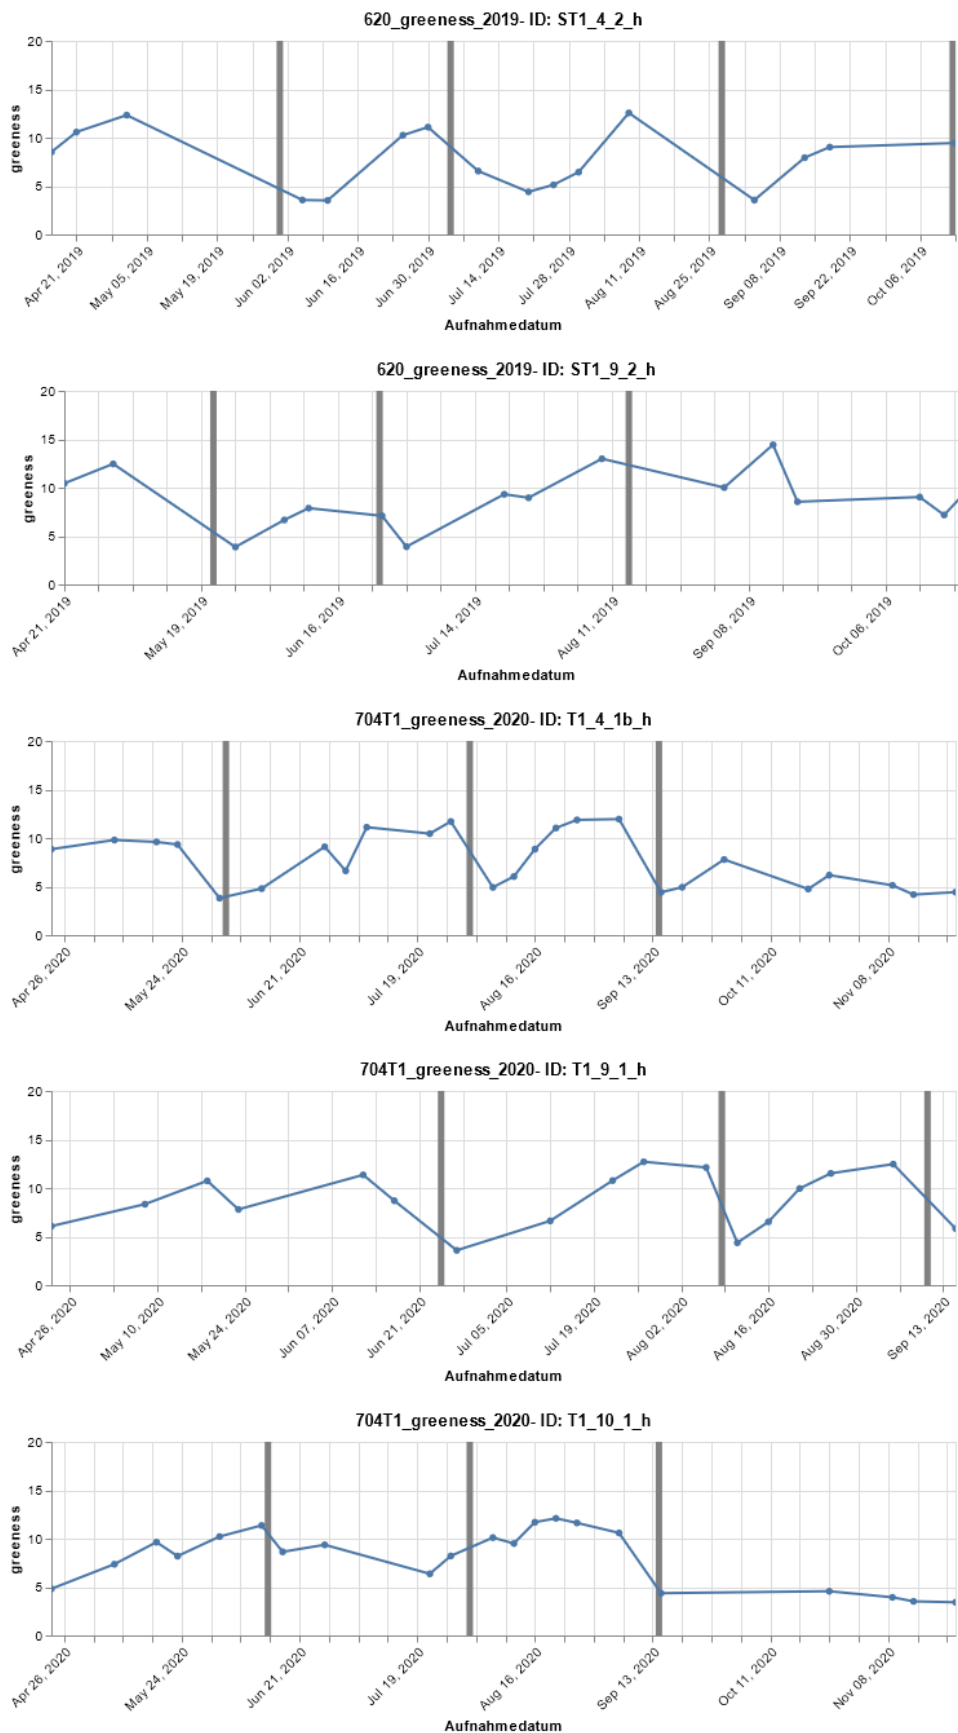 620_greeness_2019- ID: ST1_4_2_h
20
15
10
5
0
greeness
Apr 21, 2019
May 05, 2019
May 19, 2019
Jun 02, 2019
Jun 16, 2019
Jun 30, 2019
Jul 14, 2019
Jul 28, 2019
Aug 11, 2019
Aug 25, 2019
Sep 08, 2019
Sep 22, 2019
Oct 06, 2019
Aufnahmedatum
620_greeness_2019- ID: ST1_9_2_h
20
15
10
5
0
greeness
Apr 21, 2019
May 19, 2019
Jun 16, 2019
Jul 14, 2019
Aug 11, 2019
Sep 08, 2019
Oct 06, 2019
Aufnahmedatum
704T1_greeness_2020- ID: T1_4_1b_h
20
15
10
5
0
greeness
Apr 26, 2020
May 24, 2020
Jun 21, 2020
Jul 19, 2020
Aug 16, 2020
Sep 13, 2020
Oct 11, 2020
Nov 08, 2020
Aufnahmedatum
704T1_greeness_2020- ID: T1_9_1_h
20
15
10
5
0
greeness
Apr 26, 2020
May 10, 2020
May 24, 2020
Jun 07, 2020
Jun 21, 2020
Jul 05, 2020
Jul 19, 2020
Aug 02, 2020
Aug 16, 2020
Aug 30, 2020
Sep 13, 2020
Aufnahmedatum
704T1_greeness_2020- ID: T1_10_1_h
20
15
10
5
0
greeness
Apr 26, 2020
May 24, 2020
Jun 21, 2020
Jul 19, 2020
Aug 16, 2020
Sep 13, 2020
Oct 11, 2020
Nov 08, 2020
Aufnahmedatum